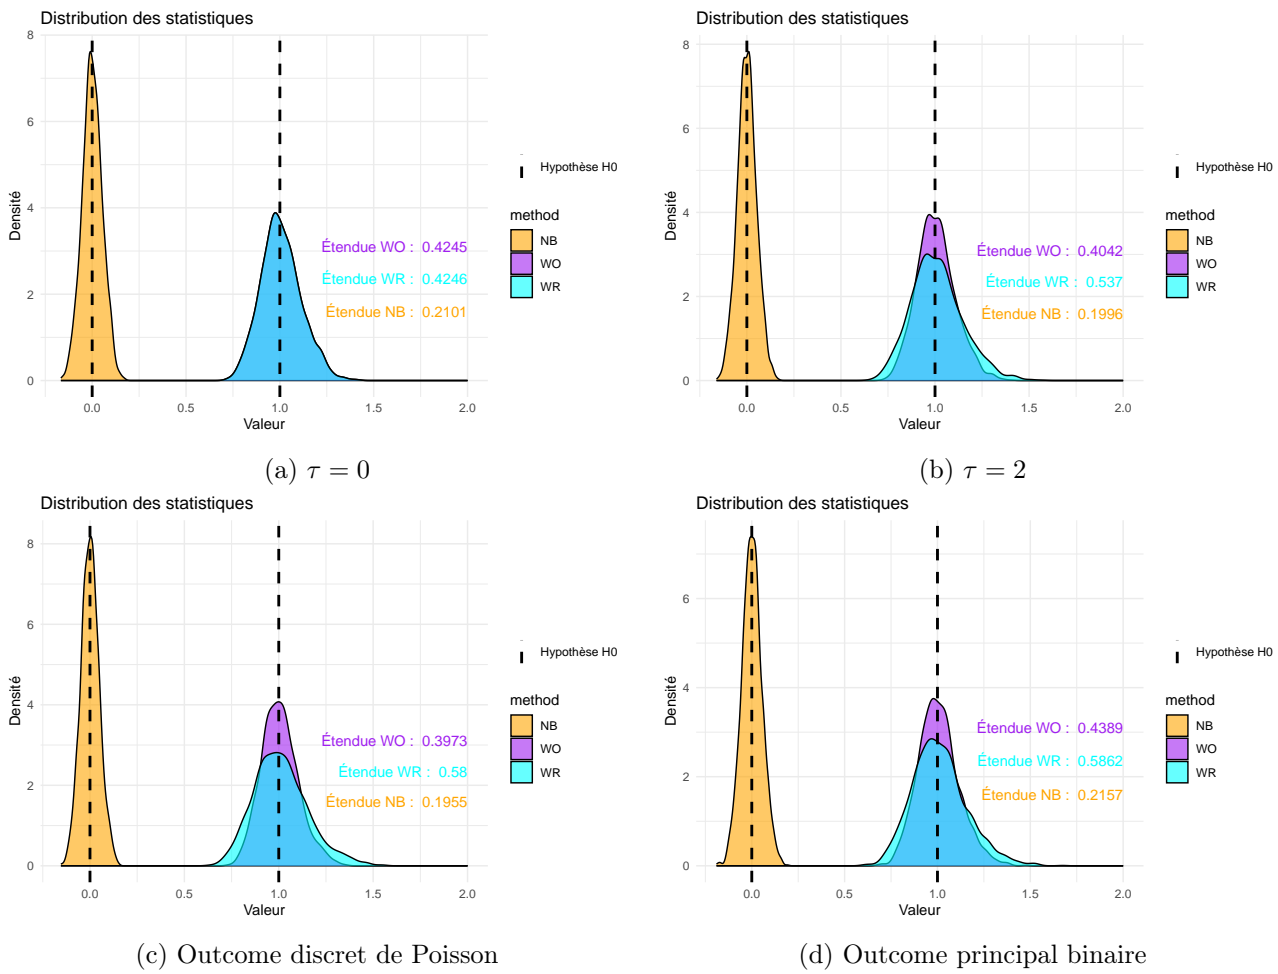 Distribution des statistiques
8
6
4
2
0
Densité
0.0 0.5 1.0 1.5 2.0
Valeur
Étendue WO : 0.4245
Étendue WR : 0.4246
Étendue NB : 0.2101
Hypothèse H0
method
NB
WO
WR
(a) τ = 0
Distribution des statistiques
8
6
4
2
0
Densité
0.0 0.5 1.0 1.5 2.0
Valeur
Étendue WO : 0.4042
Étendue WR : 0.537
Étendue NB : 0.1996
Hypothèse H0
method
NB
WO
WR
(b) τ = 2
Distribution des statistiques
8
6
4
2
0
Densité
0.0 0.5 1.0 1.5 2.0
Valeur
Étendue WO : 0.3973
Étendue WR : 0.58
Étendue NB : 0.1955
Hypothèse H0
method
NB
WO
WR
(c) Outcome discret de Poisson
Distribution des statistiques
6
4
2
0
Densité
0.0 0.5 1.0 1.5 2.0
Valeur
Étendue WO : 0.4389
Étendue WR : 0.5862
Étendue NB : 0.2157
Hypothèse H0
method
NB
WO
WR
(d) Outcome principal binaire